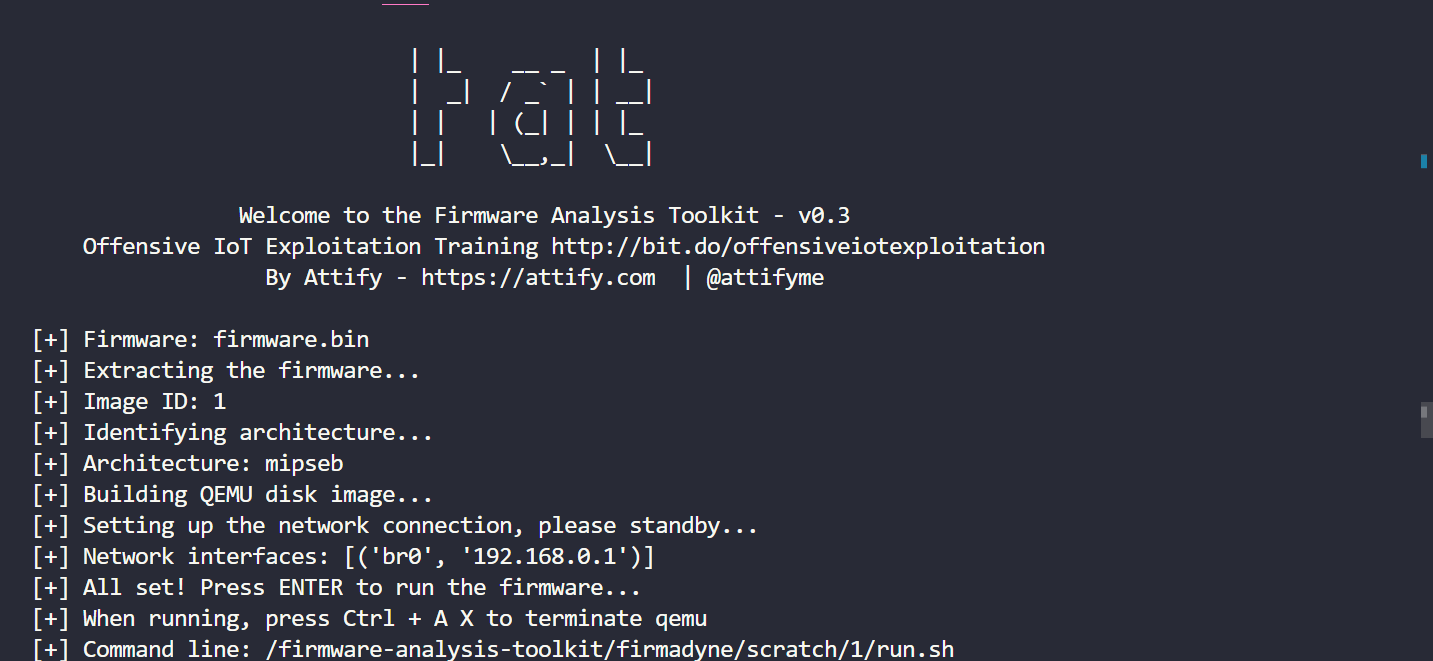 fat
Welcome to the Firmware Analysis Toolkit - v0.3
Offensive IoT Exploitation Training http://bit.do/offensiveiotexploitation
By Attify - https://attify.com | @attifyme
[+] Firmware: firmware.bin
[+] Extracting the firmware...
[+] Image ID: 1
[+] Identifying architecture...
[+] Architecture: mipseb
[+] Building QEMU disk image...
[+] Setting up the network connection, please standby...
[+] Network interfaces: [('br0', '192.168.0.1')]
[+] All set! Press ENTER to run the firmware...
[+] When running, press Ctrl + A X to terminate qemu
[+] Command line: /firmware-analysis-toolkit/firmadyne/scratch/1/run.sh